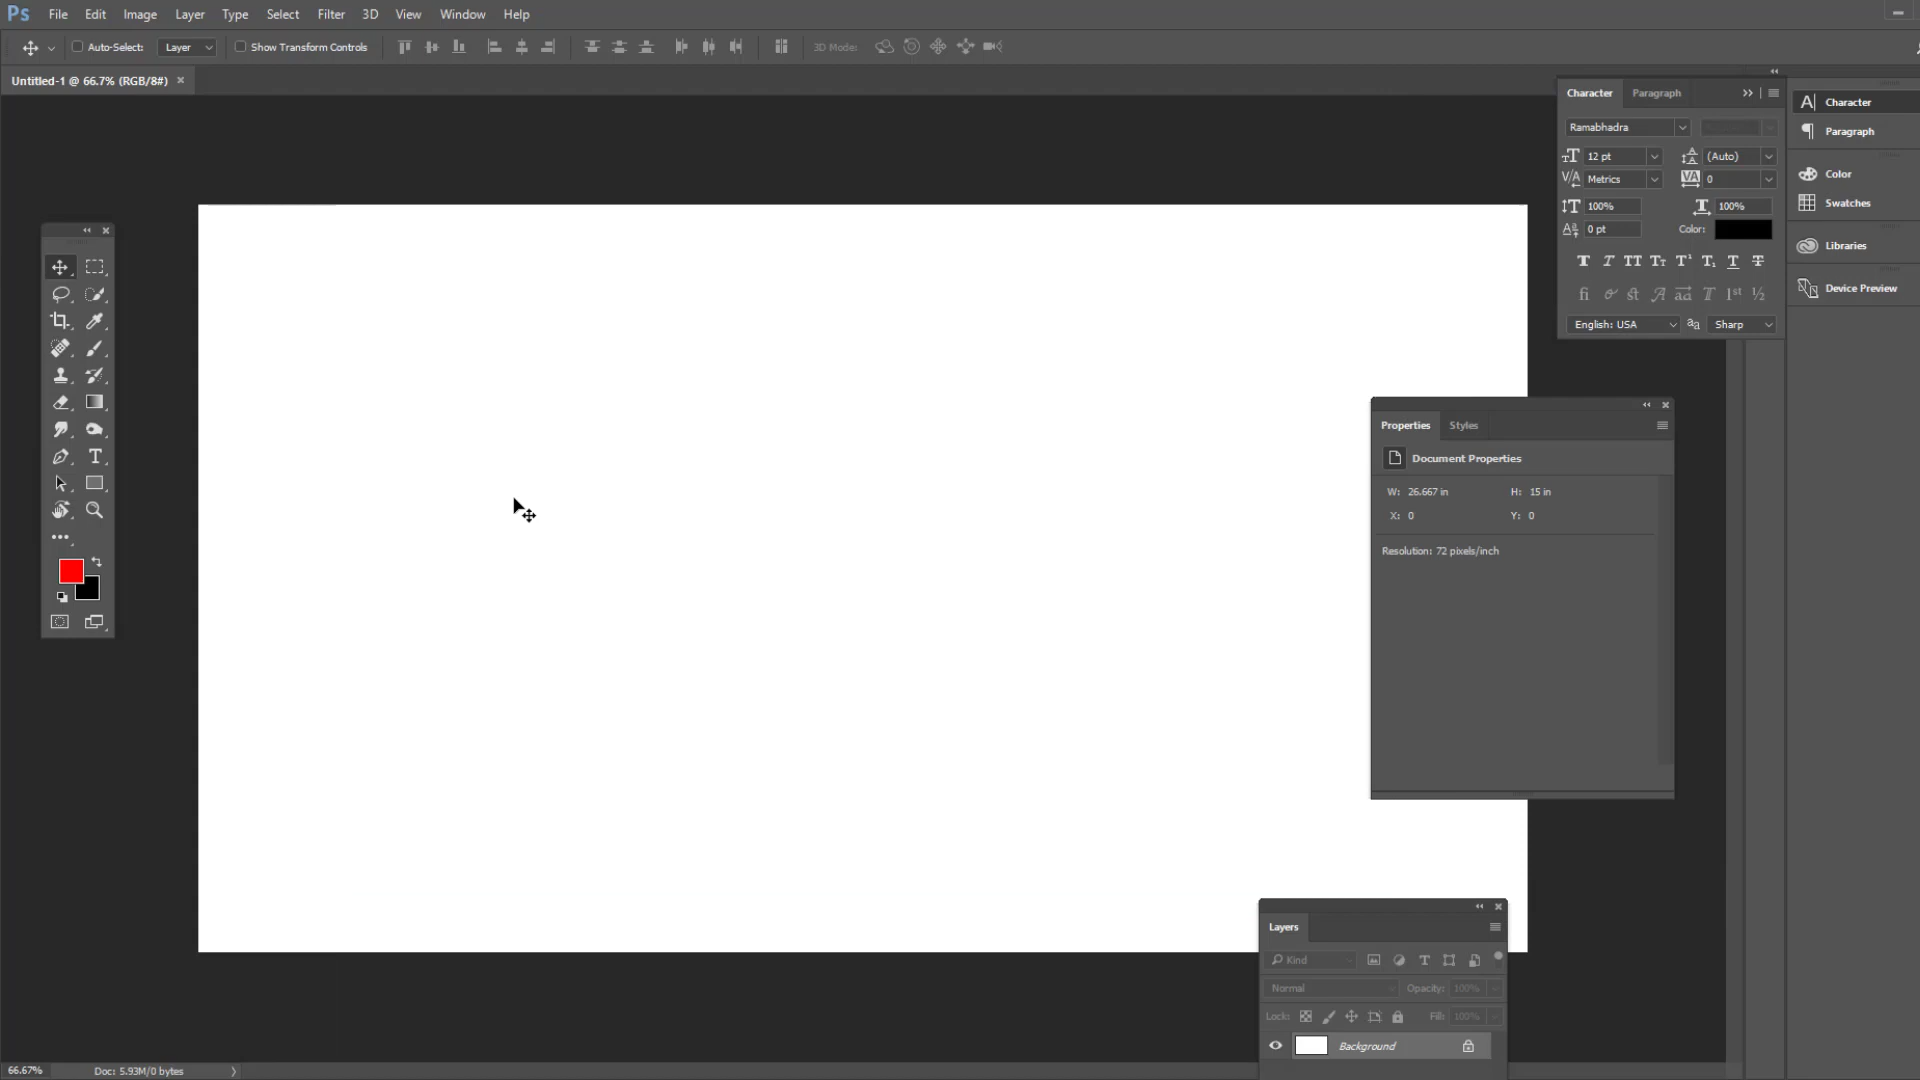 Ps File Edit Image Layer Type Select Filter 3D View Window Help
Auto-Select: Layer Show Transform Controls 3D Mode:
Untitled-1 @ 66.7% (RGB/8#)
Character Paragraph
Ramabhadra
12 pt (Auto)
Metrics 0
100% 100%
0 pt Color:
English: USA Sharp
Character
Paragraph
Color
Swatches
Libraries
Device Preview
Properties Styles
Document Properties
W: 26.667 in H: 15 in
X: 0 Y: 0
Resolution: 72 pixels/inch
Layers
Kind
Normal Opacity: 100%
Lock: Fill: 100%
Background
66.67% Doc: 5.93M/0 bytes